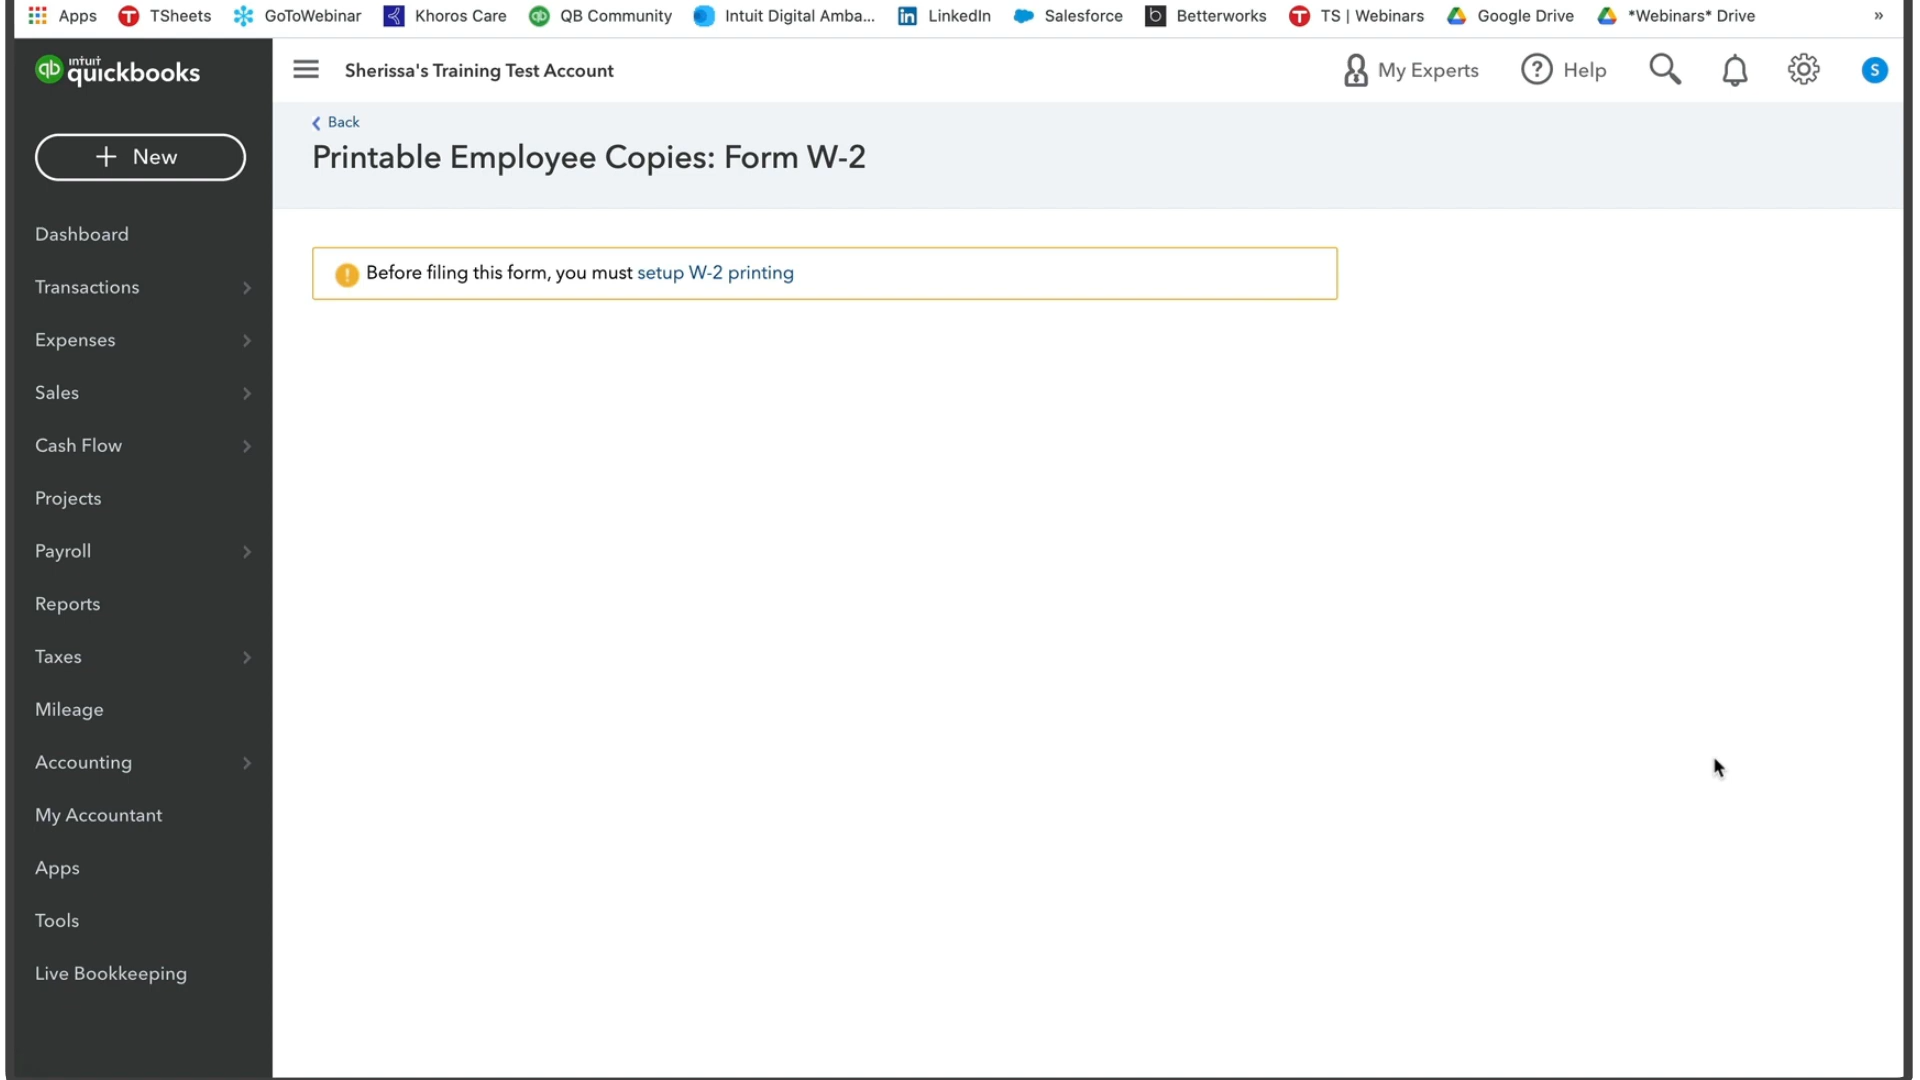 Apps TSheets GoToWebinar Khoros Care QB Community Intuit Digital Amba... LinkedIn Salesforce Betterworks TS | Webinars Google Drive *Webinars* Drive »
intuit quickbooks
Sherissa's Training Test Account
My Experts
Help
S
+ New
Back
Printable Employee Copies: Form W-2
Before filing this form, you must setup W-2 printing
Dashboard
Transactions
Expenses
Sales
Cash Flow
Projects
Payroll
Reports
Taxes
Mileage
Accounting
My Accountant
Apps
Tools
Live Bookkeeping